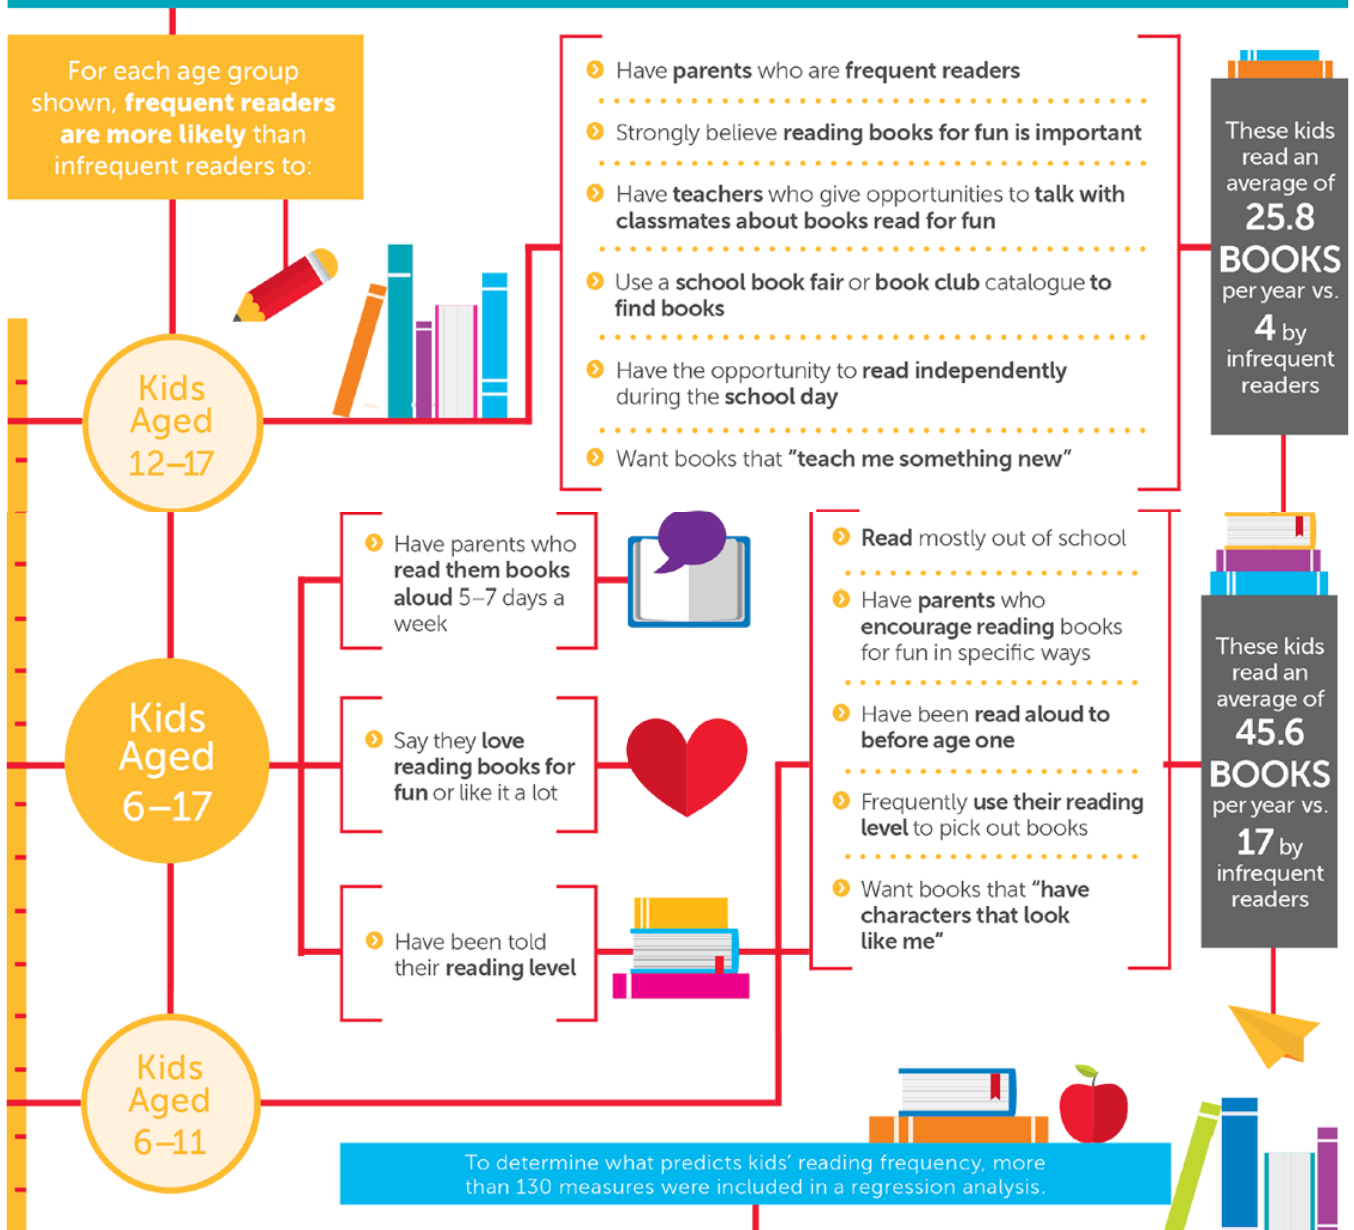 For each age group
shown, frequent readers
are more likely than
infrequent readers to:
Have parents who are frequent readers
Strongly believe reading books for fun is important
Have teachers who give opportunities to talk with
classmates about books read for fun
Use a school book fair or book club catalogue to
find books
Have the opportunity to read independently
during the school day
Want books that “teach me something new”
These kids
read an
average of
25.8
BOOKS
per year vs.
4 by
infrequent
readers
Kids
Aged
12–17
Have parents who
read them books
aloud 5–7 days a
week
Say they love
reading books for
fun or like it a lot
Have been told
their reading level
Kids
Aged
6–17
Read mostly out of school
Have parents who
encourage reading books
for fun in specific ways
Have been read aloud to
before age one
Frequently use their reading
level to pick out books
Want books that “have
characters that look
like me”
These kids
read an
average of
45.6
BOOKS
per year vs.
17 by
infrequent
readers
Kids
Aged
6–11
To determine what predicts kids’ reading frequency, more
than 130 measures were included in a regression analysis.